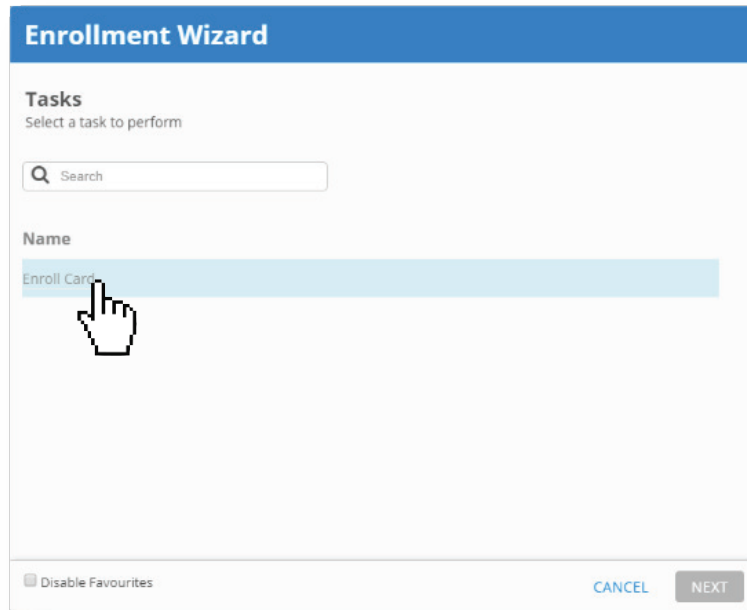 Enrollment Wizard
Tasks
Select a task to perform
Search
Name
Enroll Card
Disable Favourites
CANCEL
NEXT